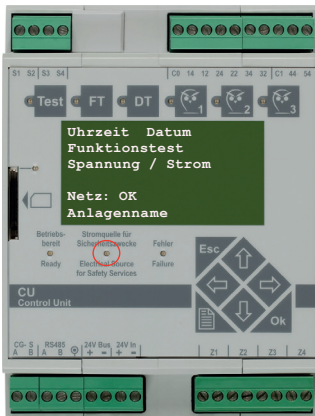 S1 S2 S3 S4 C0 14 12 24 22 34 32 C1 44 54
Test FT DT 1 2 3
Uhrzeit Datum
Funktionstest
Spannung / Strom
Netz: OK
Anlagenname
Betriebs-
bereit
Ready
Stromquelle für
Sicherheitszwecke
Electrical Source
for Safety Services
Fehler
Failure
Esc
Ok
CU
Control Unit
CG- S RS485 24V Bus 24V In
A B A B + - + - Z1 Z2 Z3 Z4